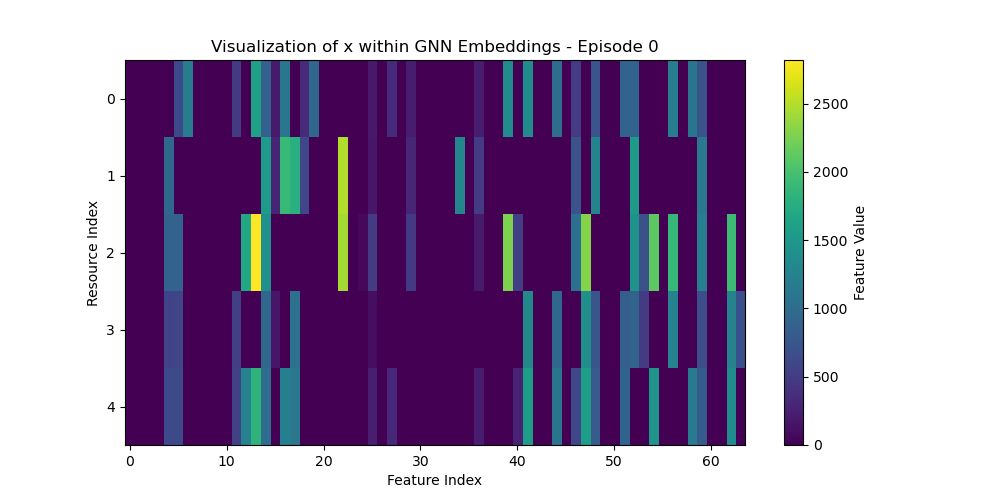 Visualization of x within GNN Embeddings - Episode 0
Resource Index
0
1
2
3
4
0 10 20 30 40 50 60
Feature Index
2500
2000
1500
1000
500
0
Feature Value